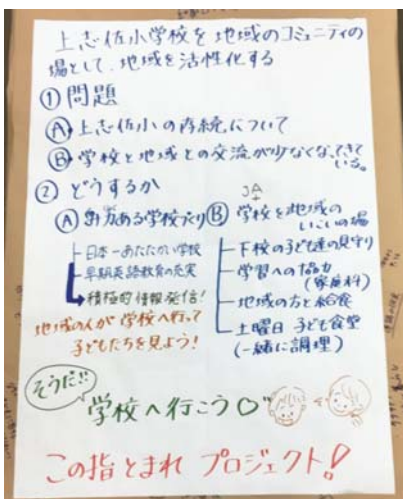 上志佐小学校を地域のコミュニティの
場として、地域を活性化する
① 問題
Ⓐ 上志佐小の存続について
Ⓑ 学校と地域との交流が少なくなってきている。
② どうするか
Ⓐ 魅力ある学校づくり
日本一あたたかい学校
早期英語教育の充実
積極的情報発信!
地域の人が学校へ行って
子どもたちを見よう!
JA
+
Ⓑ 学校を地域の
いこいの場
下校の子ども達の見守り
学習への協力
(家庭科)
地域の方と給食
土曜日 子ども食堂
(一緒に調理)
そうだ!!
学校へ行こう♡
この指とまれ プロジェクト!